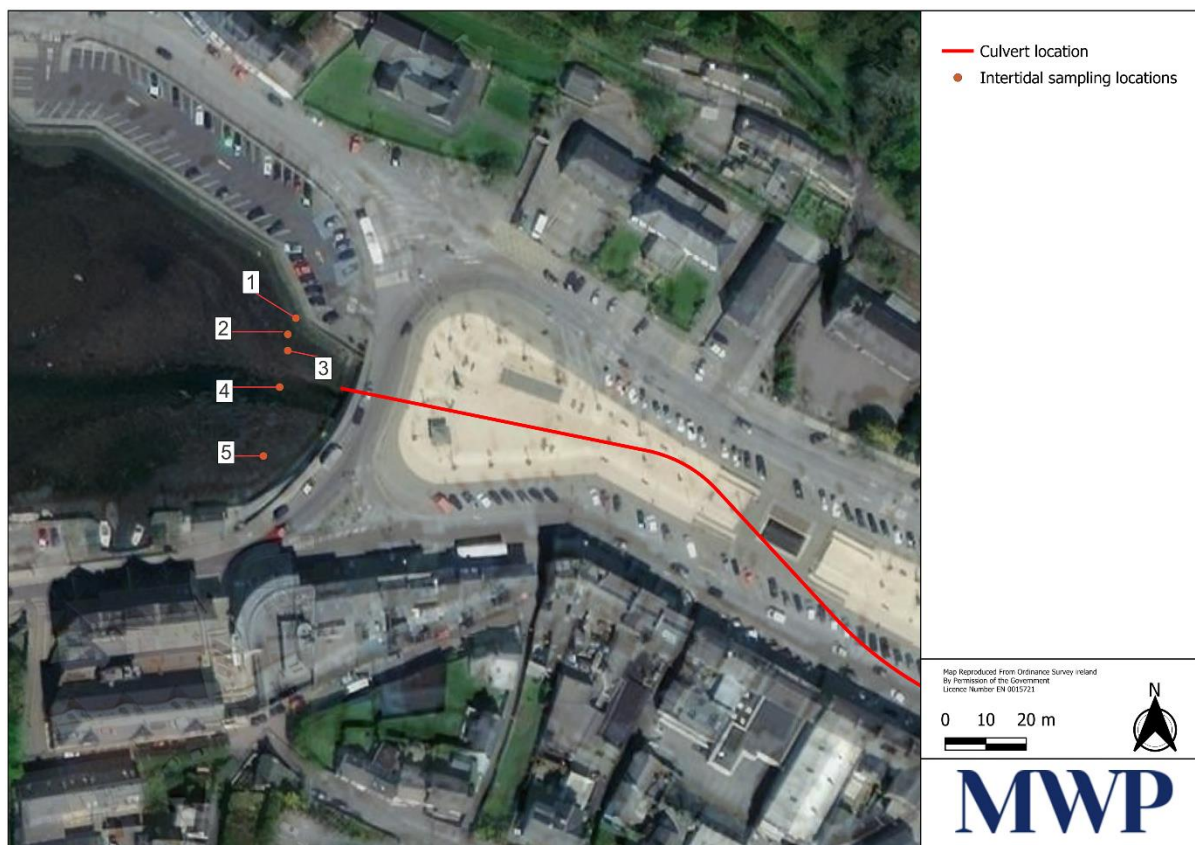 Culvert location
Intertidal sampling locations
1
2
3
4
5
Map Reproduced From Ordinance Survey Ireland
By Permission of the Government
Licence Number EN 0015721
N
0 10 20 m
MWP